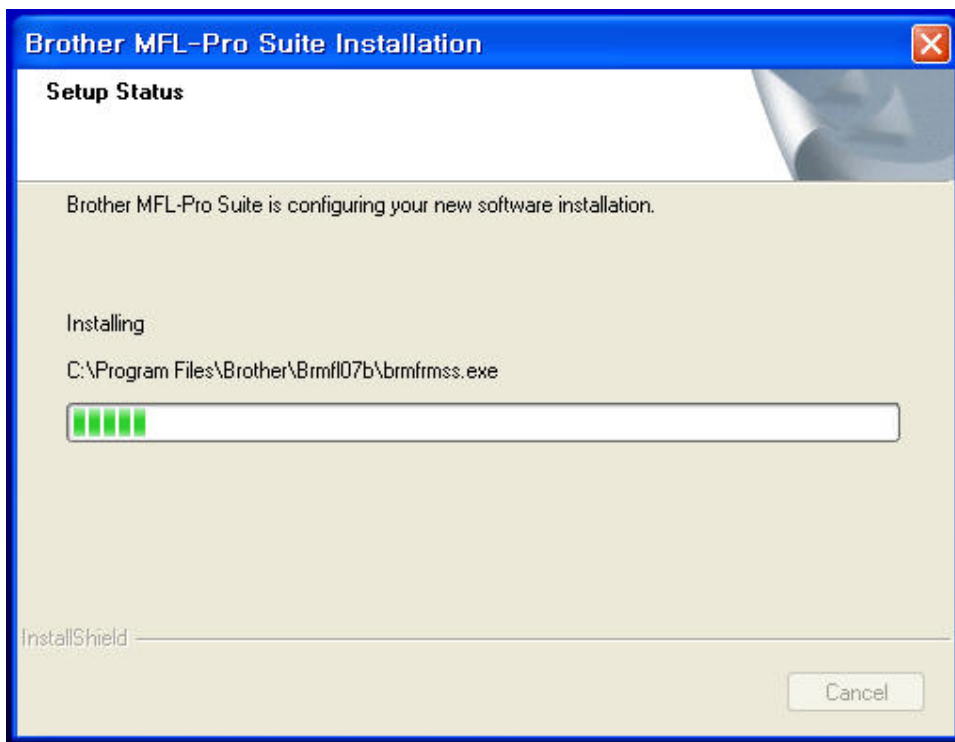 Brother MFL-Pro Suite Installation
Setup Status
Brother MFL-Pro Suite is configuring your new software installation.
Installing
C:\Program Files\Brother\Brmfl07b\brmfrmss.exe
InstallShield
Cancel